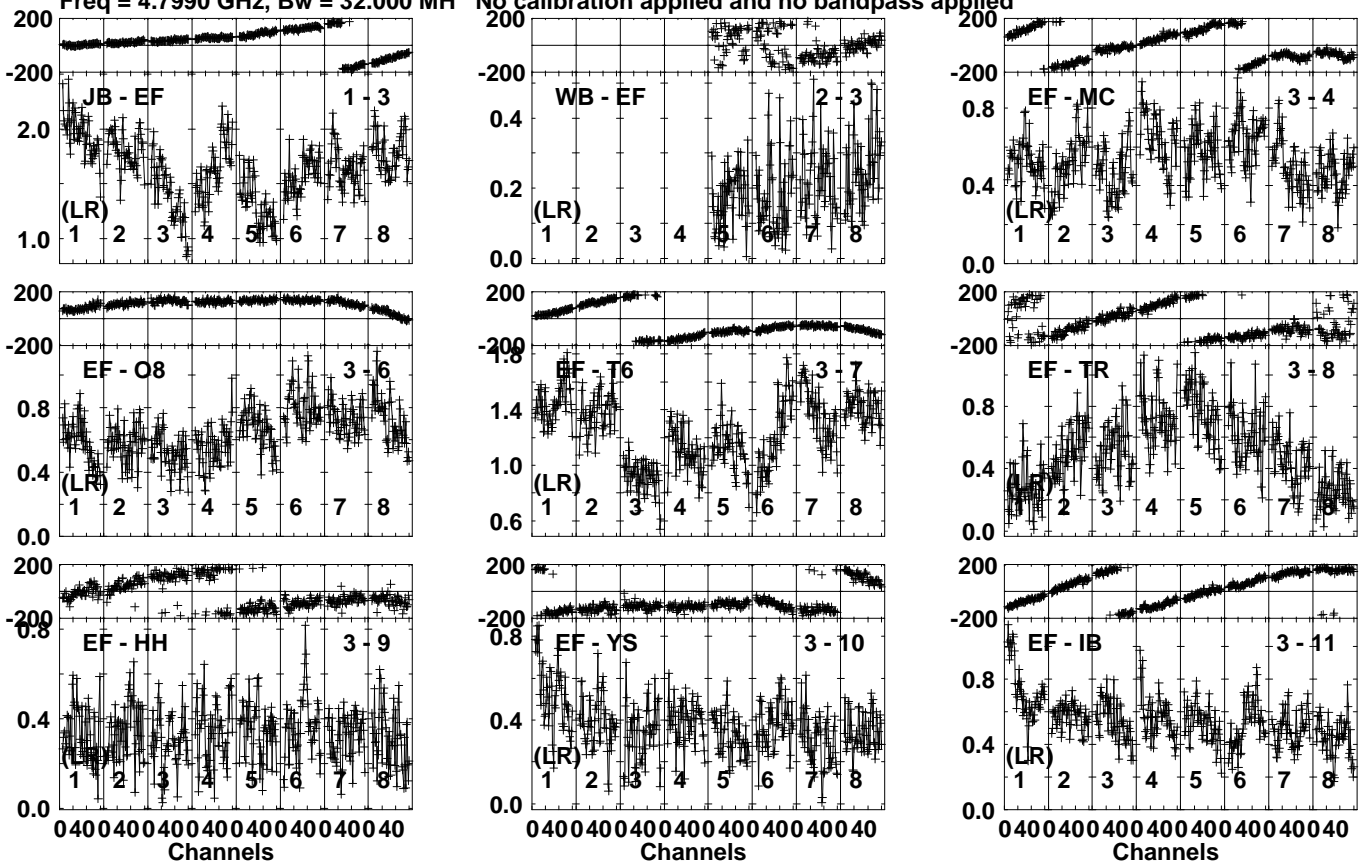 Freq = 4.7990 GHz, Bw = 32.000 MH No calibration applied and no bandpass applied
200
-200
JB - EF 1 - 3
2.0
(LR)
1.0
1 2 3 4 5 6 7 8
200
-200
WB - EF 2 - 3
0.4
0.2
(LR)
0.0
1 2 3 4 5 6 7 8
200
-200
EF - MC 3 - 4
0.8
0.4
(LR)
0.0
1 2 3 4 5 6 7 8
200
-200
EF - O8 3 - 6
0.8
0.4
(LR)
0.0
1 2 3 4 5 6 7 8
200
-200
1.8
EF - T6 3 - 7
1.4
1.0
(LR)
0.6
1 2 3 4 5 6 7 8
200
-200
EF - TR 3 - 8
0.8
0.4
(LR)
0.0
1 2 3 4 5 6 7 8
200
-200
0.8
EF - HH 3 - 9
0.4
(LR)
0.0
1 2 3 4 5 6 7 8
200
-200
0.8
EF - YS 3 - 10
0.4
(LR)
0.0
1 2 3 4 5 6 7 8
200
-200
EF - IB 3 - 11
0.8
0.4
(LR)
0.0
1 2 3 4 5 6 7 8
0 40 0 40 0 40 0 40 0 40 0 40 0 40 0 40
Channels
0 40 0 40 0 40 0 40 0 40 0 40 0 40 0 40
Channels
0 40 0 40 0 40 0 40 0 40 0 40 0 40 0 40
Channels